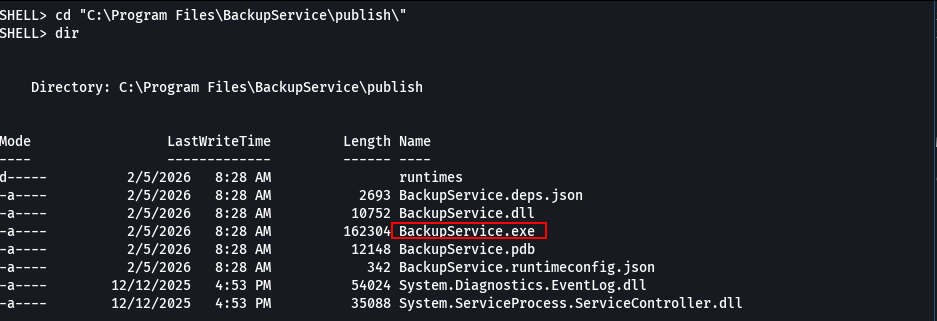 SHELL> cd "C:\Program Files\BackupService\publish\"
SHELL> dir
Directory: C:\Program Files\BackupService\publish
Mode LastWriteTime Length Name
---- ------------- ------ ----
d----- 2/5/2026 8:28 AM runtimes
-a---- 2/5/2026 8:28 AM 2693 BackupService.deps.json
-a---- 2/5/2026 8:28 AM 10752 BackupService.dll
-a---- 2/5/2026 8:28 AM 162304 BackupService.exe
-a---- 2/5/2026 8:28 AM 12148 BackupService.pdb
-a---- 2/5/2026 8:28 AM 342 BackupService.runtimeconfig.json
-a---- 12/12/2025 4:53 PM 54024 System.Diagnostics.EventLog.dll
-a---- 12/12/2025 4:53 PM 35088 System.ServiceProcess.ServiceController.dll